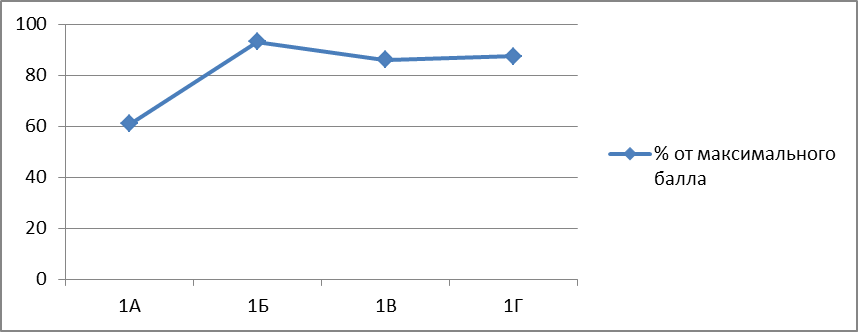 100
80
60
40
20
0
1А
1Б
1В
1Г
% от максимального
балла